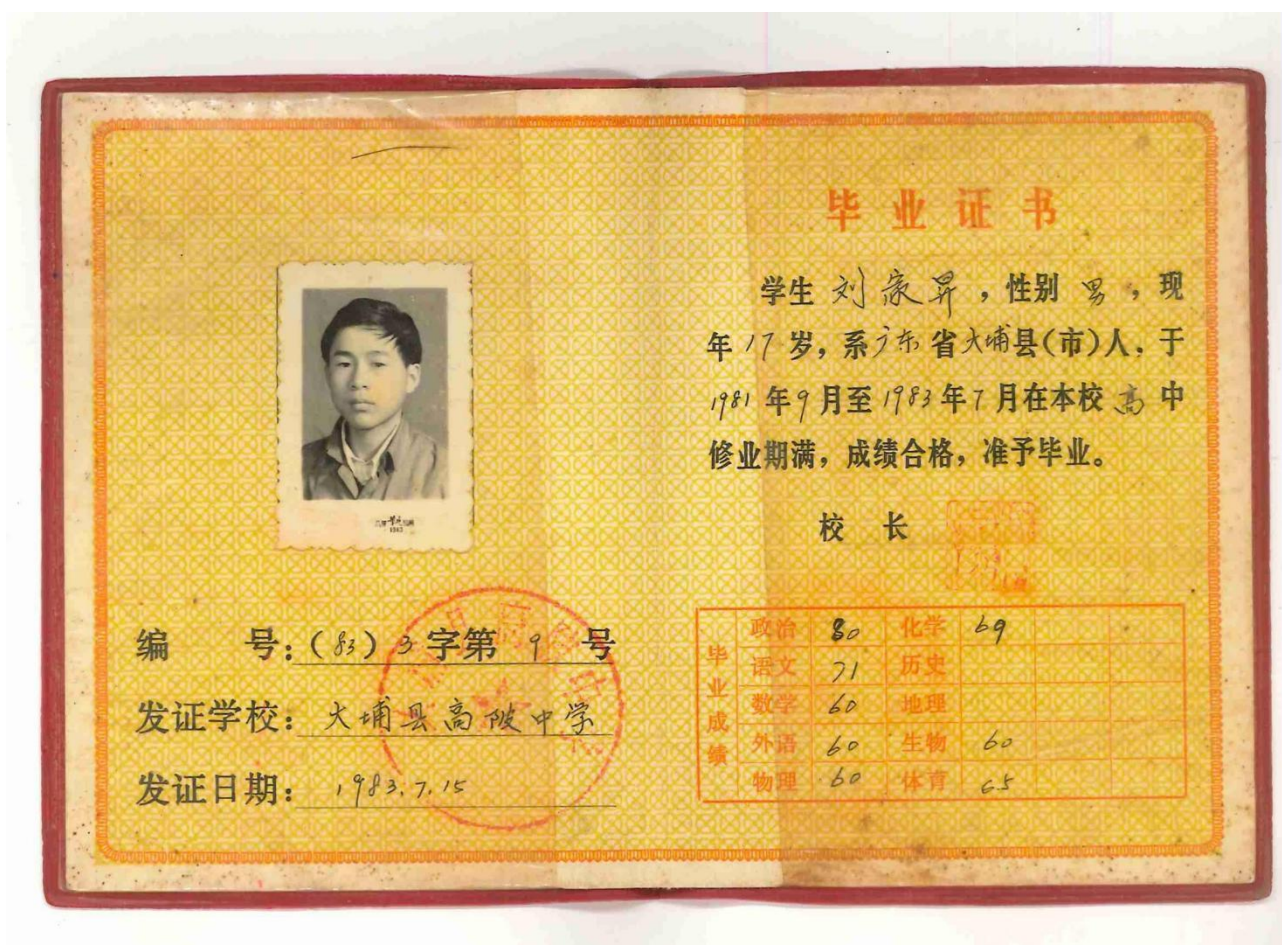 1983
编 号：（83）3字第 9 号
发证学校：大埔县高陂中学
发证日期：1983.7.15
毕业证书
学生 刘家昇，性别 男，现
年17岁，系广东省大埔县（市）人，于
1981年9月至1983年7月在本校 高 中
修业期满，成绩合格，准予毕业。
校 长
毕业成绩
政治 80 化学 69
语文 71 历史
数学 60 地理
外语 60 生物 60
物理 60 体育 65